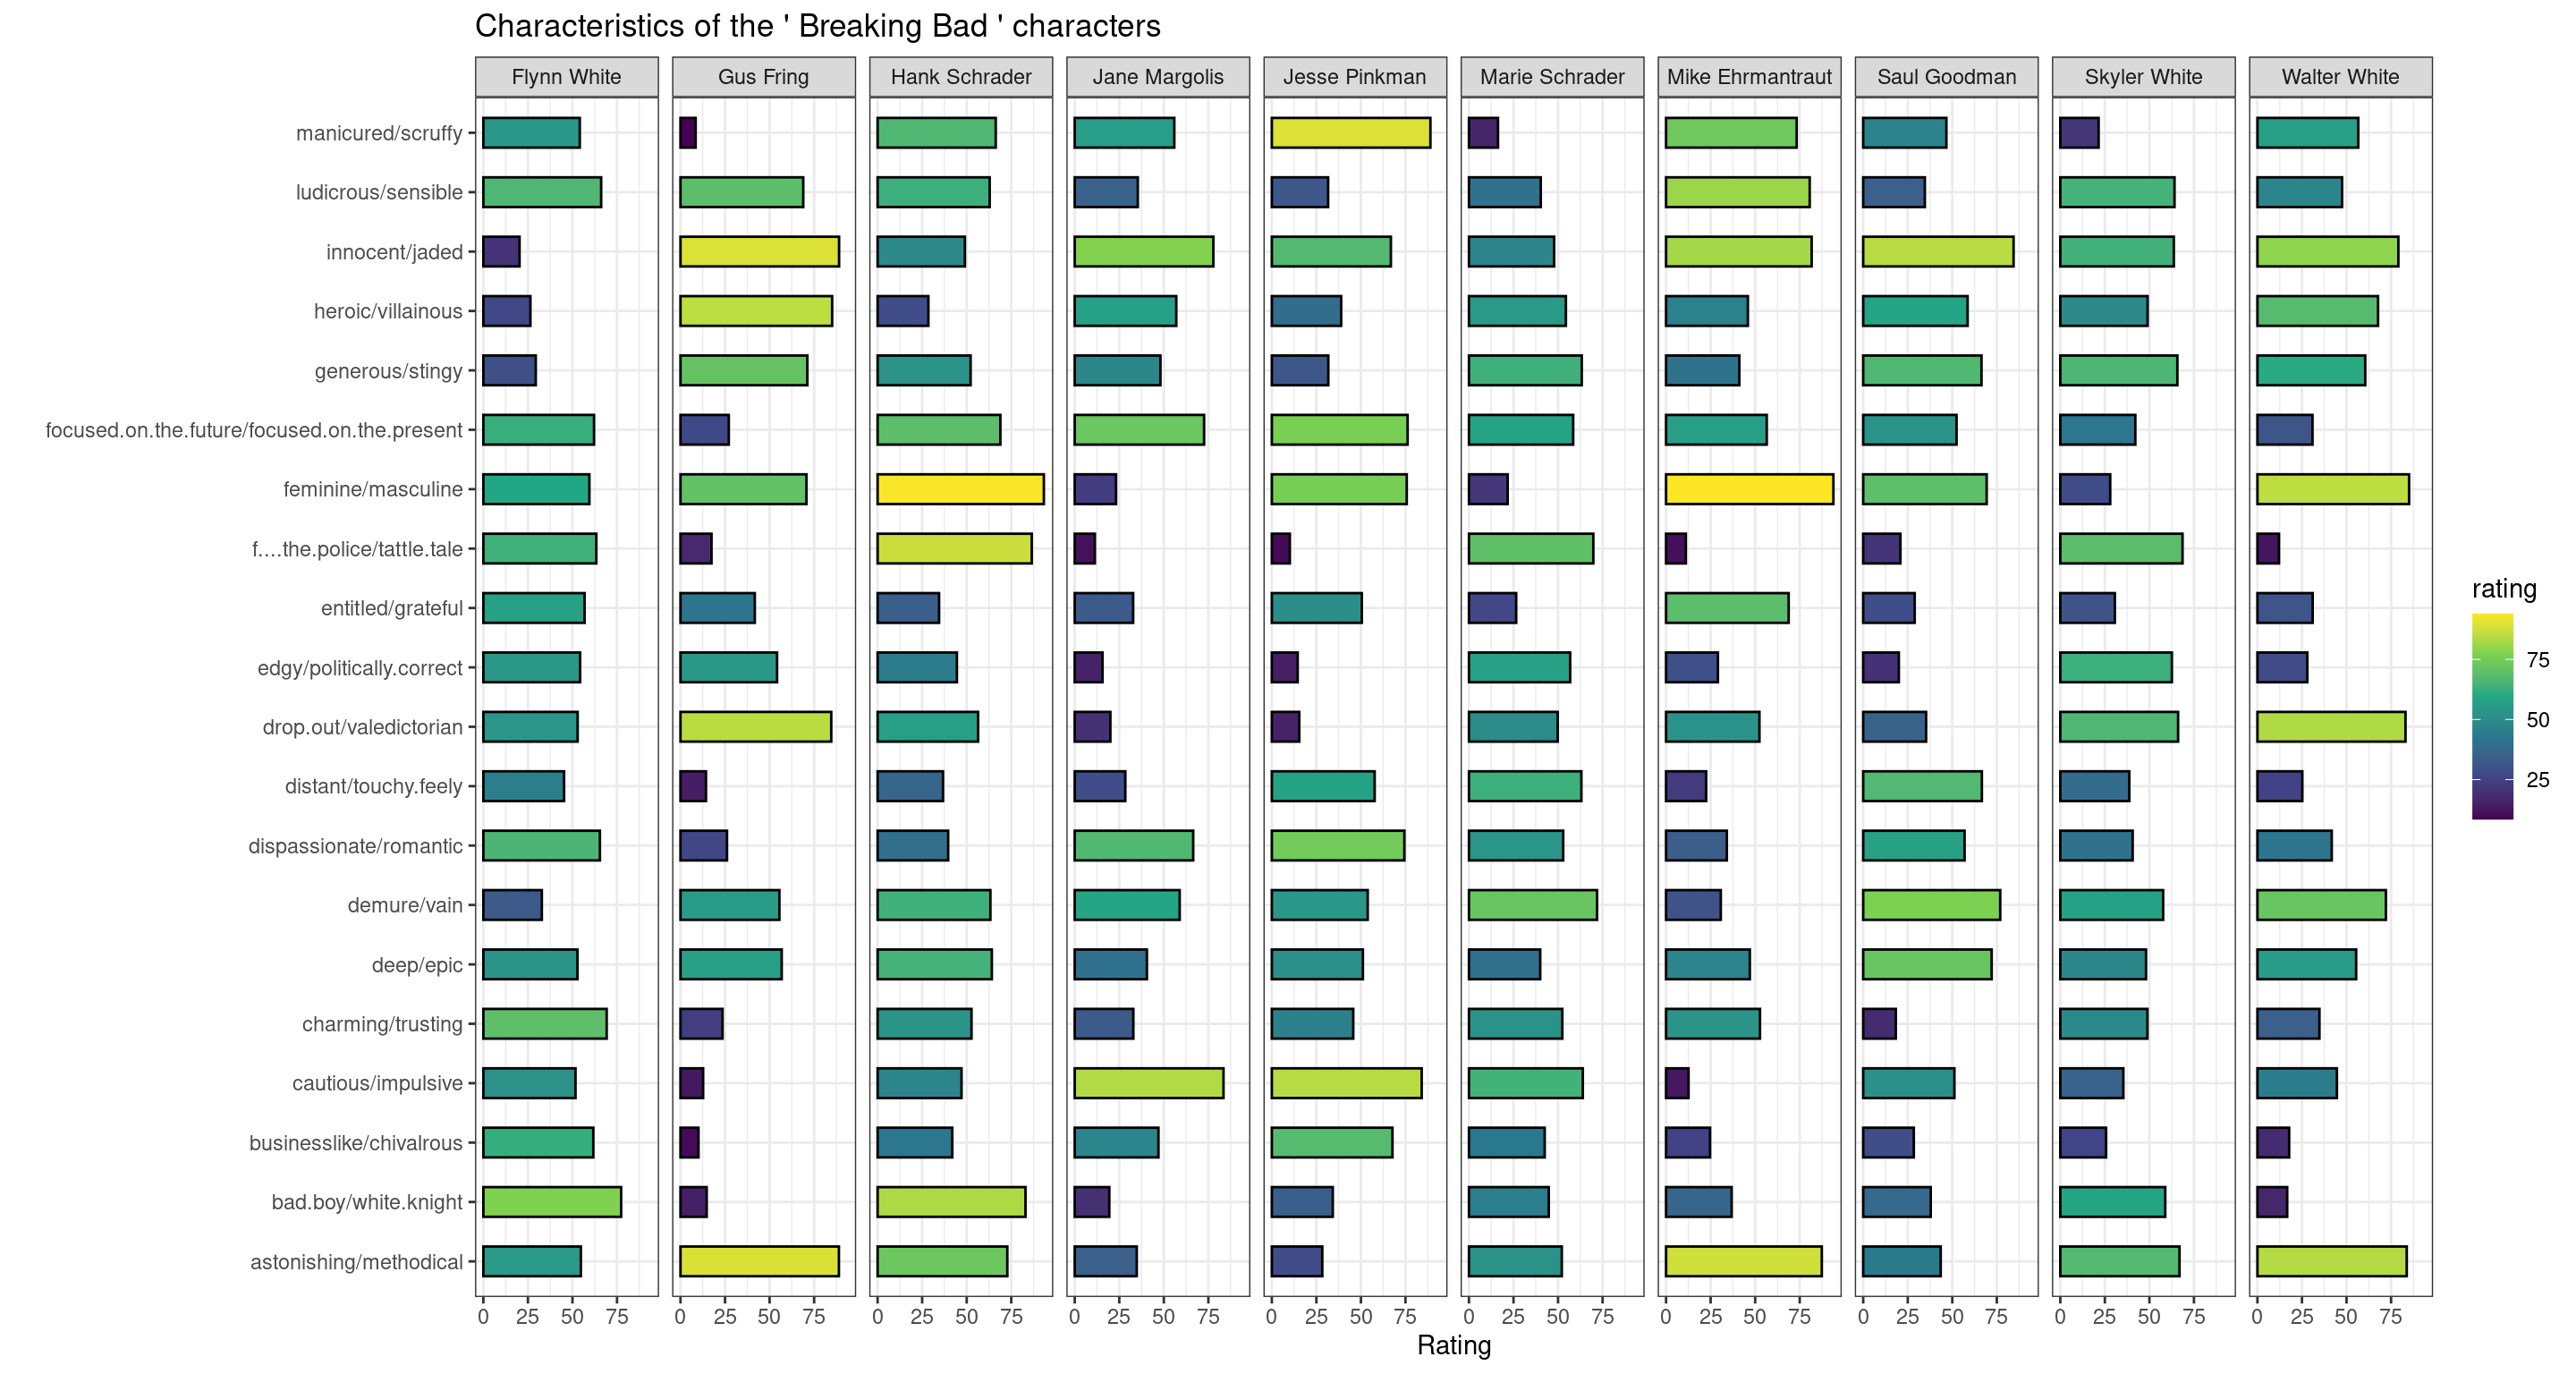 Characteristics of the ' Breaking Bad ' characters
Flynn White Gus Fring Hank Schrader Jane Margolis Jesse Pinkman Marie Schrader Mike Ehrmantraut Saul Goodman Skyler White Walter White
manicured/scruffy
ludicrous/sensible
innocent/jaded
heroic/villainous
generous/stingy
focused.on.the.future/focused.on.the.present
feminine/masculine
f....the.police/tattle.tale
entitled/grateful
edgy/politically.correct
drop.out/valedictorian
distant/touchy.feely
dispassionate/romantic
demure/vain
deep/epic
charming/trusting
cautious/impulsive
businesslike/chivalrous
bad.boy/white.knight
astonishing/methodical
0 25 50 75 0 25 50 75 0 25 50 75 0 25 50 75 0 25 50 75 0 25 50 75 0 25 50 75 0 25 50 75 0 25 50 75 0 25 50 75
Rating
rating
75
50
25